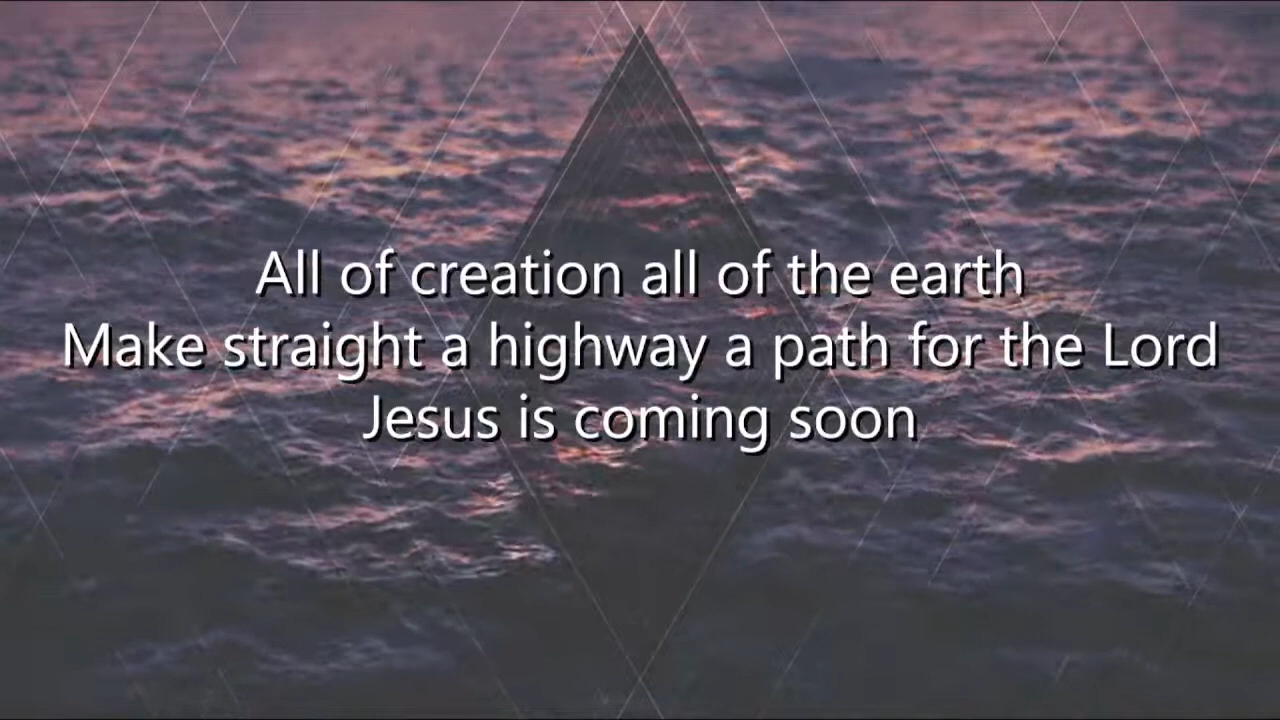 All of creation all of the earth
Make straight a highway a path for the Lord
Jesus is coming soon